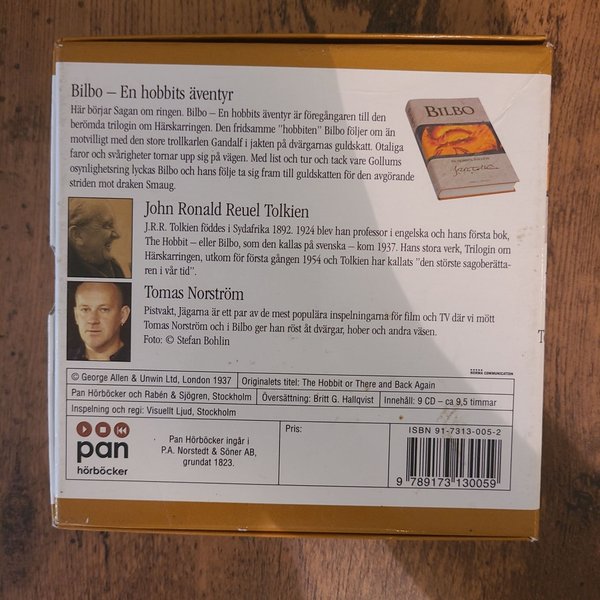 Bilbo – En hobbits äventyr
Här börjar Sagan om ringen. Bilbo – En hobbits äventyr är föregångaren till den
berömda trilogin om Härskarringen. Den fridsamme "hobbiten" Bilbo följer om än
motvilligt med den store trollkarlen Gandalf i jakten på dvärgarnas guldskatt. Otaliga
faror och svårigheter tornar upp sig på vägen. Med list och tur och tack vare Gollums
osynlighetsring lyckas Bilbo och hans följe ta sig fram till guldskatten för den avgörande
striden mot draken Smaug.
BILBO
John Ronald Reuel Tolkien
J.R.R. Tolkien föddes i Sydafrika 1892. 1924 blev han professor i engelska och hans första bok,
The Hobbit – eller Bilbo, som den kallas på svenska – kom 1937. Hans stora verk, Trilogin om
Härskarringen, utkom för första gången 1954 och Tolkien har kallats "den störste sagoberätta-
ren i vår tid".
Tomas Norström
Pistvakt, Jägarna är ett par av de mest populära inspelningarna för film och TV där vi mött
Tomas Norström och i Bilbo ger han röst åt dvärgar, hober och andra väsen.
Foto: © Stefan Bohlin
NORMA COMMUNICATION
© George Allen & Unwin Ltd, London 1937 Originalets titel: The Hobbit or There and Back Again
Pan Hörböcker och Rabén & Sjögren, Stockholm Översättning: Britt G. Hallqvist Innehåll: 9 CD – ca 9,5 timmar
Inspelning och regi: Visuellt Ljud, Stockholm
pan
hörböcker
Pan Hörböcker ingår i
P.A. Norstedt & Söner AB,
grundat 1823.
Pris:
ISBN 91-7313-005-2
9 789173 130059